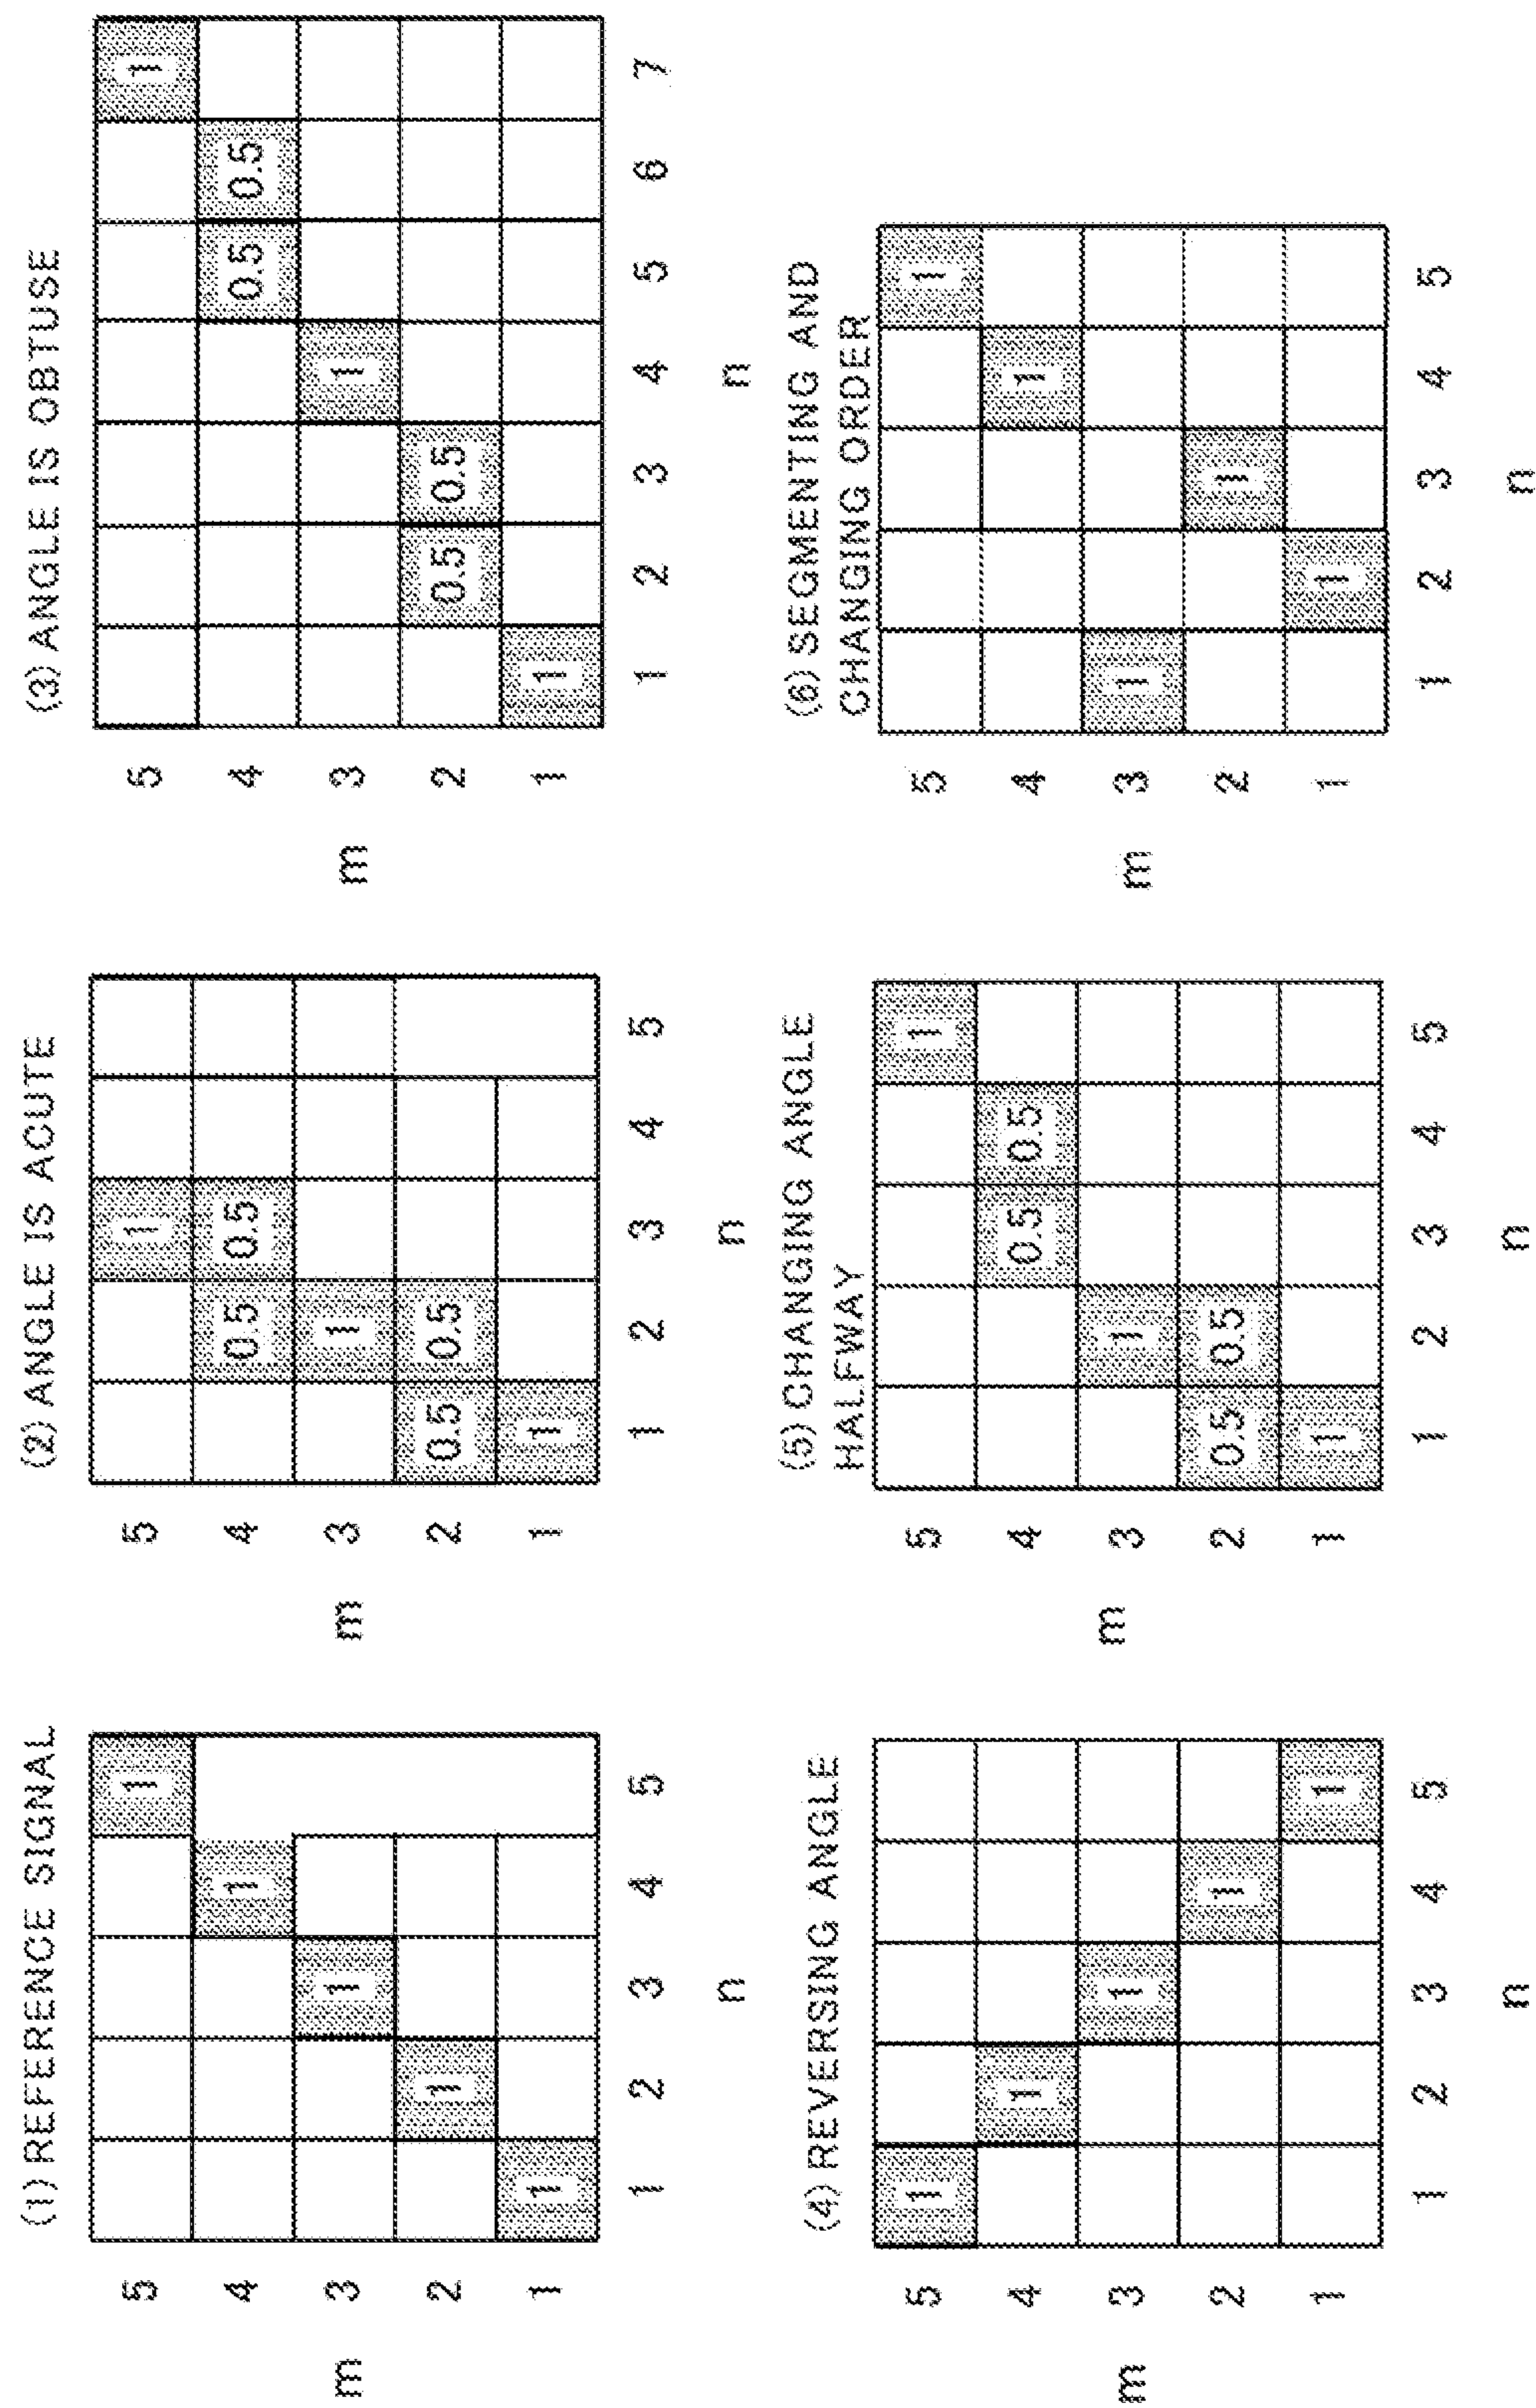 (1) REFERENCE SIGNAL
5 1
4 1
m 3 1
2 1
1 1
1 2 3 4 5
n
(2) ANGLE IS ACUTE
5 1
4 0.5 0.5
m 3 1
2 0.5 0.5
1 1
1 2 3 4 5
n
(3) ANGLE IS OBTUSE
5 1
4 0.5 0.5
m 3 1
2 0.5 0.5
1 1
1 2 3 4 5 6 7
n
(4) REVERSING ANGLE
5 1
4 1
m 3 1
2 1
1 1
1 2 3 4 5
n
(5) CHANGING ANGLE
HALFWAY
5 1
4 0.5 0.5
m 3 1
2 0.5 0.5
1 1
1 2 3 4 5
n
(6) SEGMENTING AND
CHANGING ORDER
5 1
4 1
m 3 1
2 1
1 1
1 2 3 4 5
n